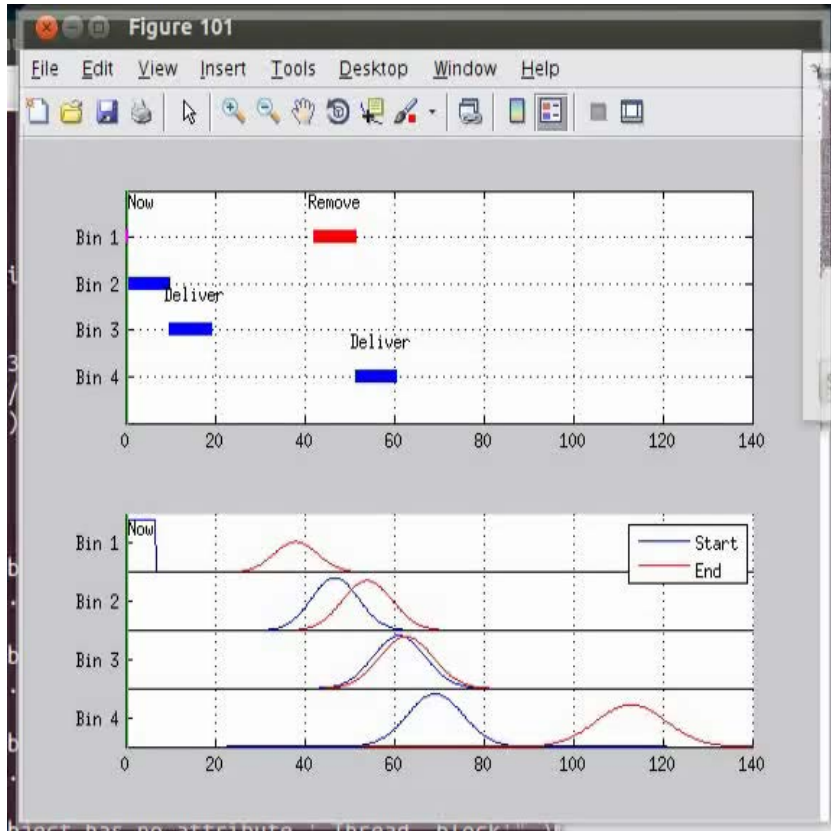 Figure 101
File Edit View Insert Tools Desktop Window Help
Now Remove
Bin 1
Bin 2
Deliver
Bin 3
Deliver
Bin 4
0 20 40 60 80 100 120 140
Now
Bin 1
Start
End
Bin 2
Bin 3
Bin 4
0 20 40 60 80 100 120 140
object has no attribute '_Thread__block'"